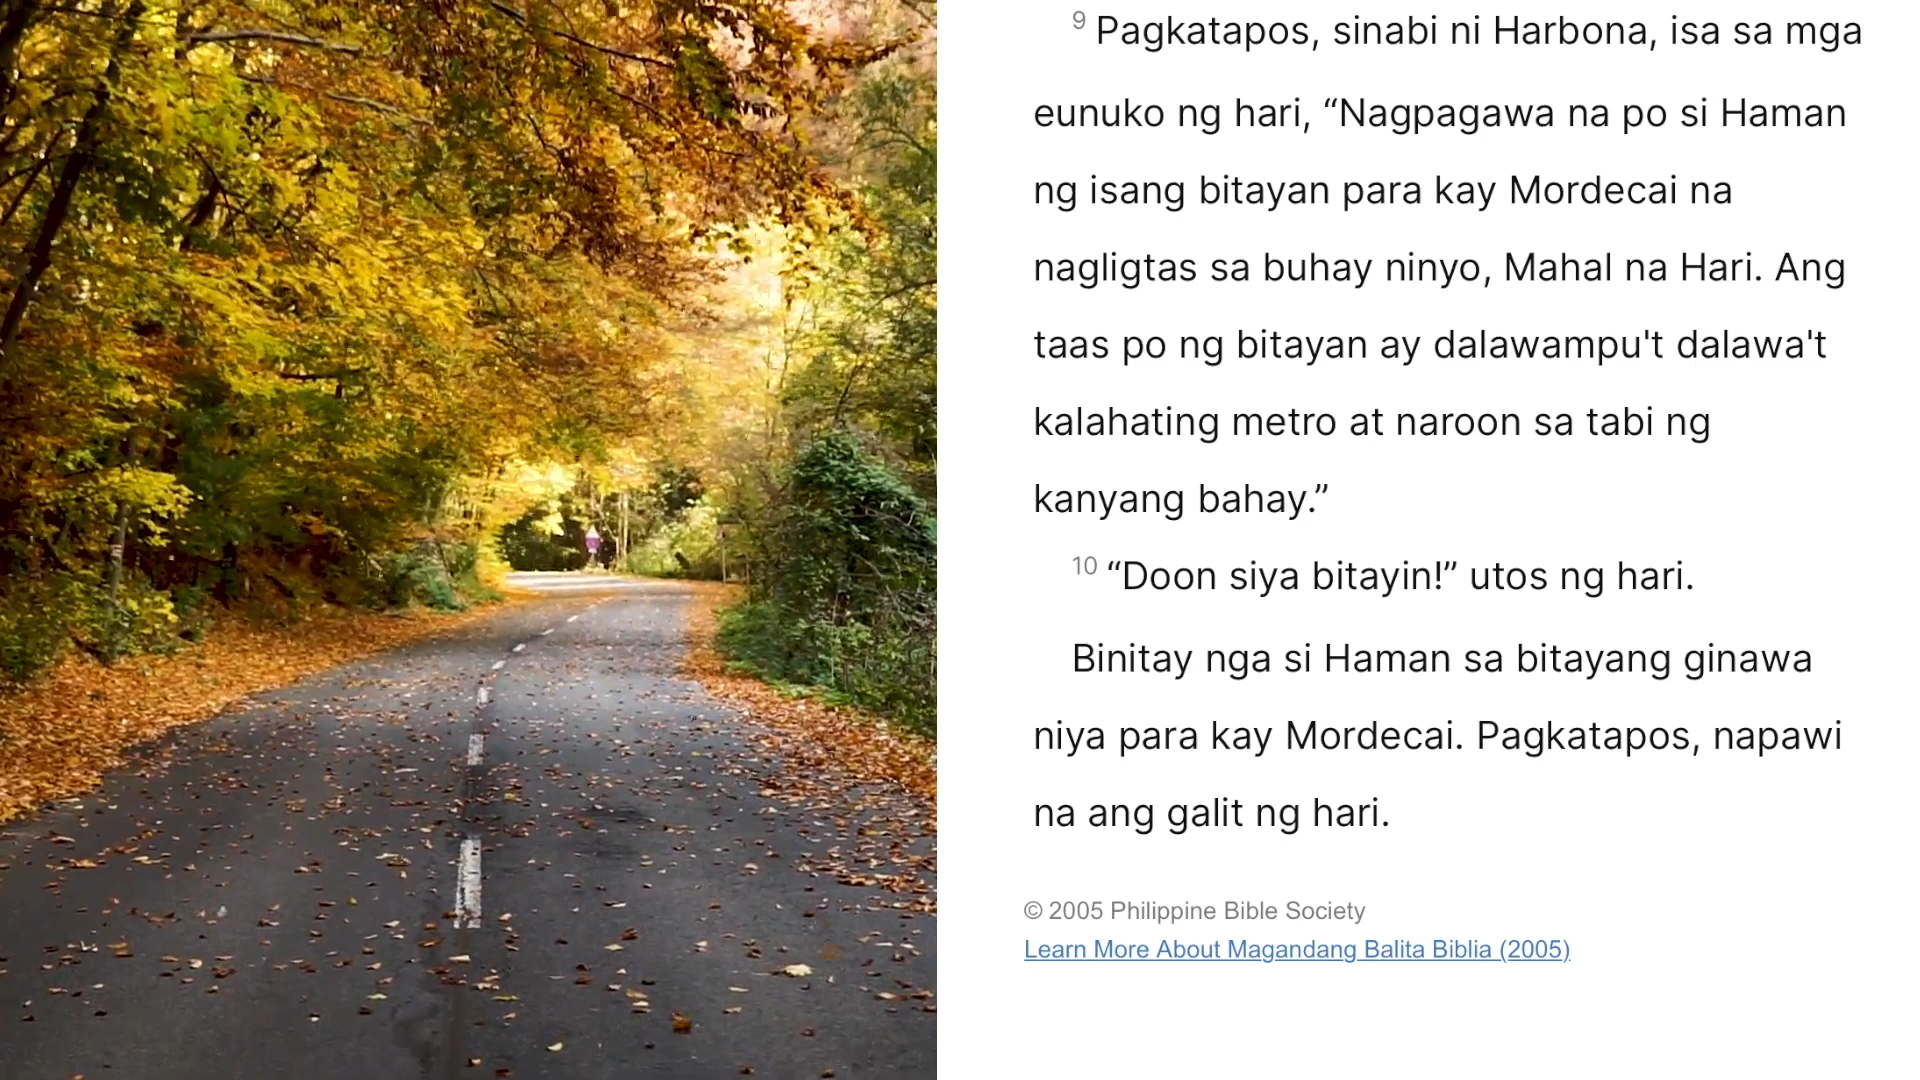 9 Pagkatapos, sinabi ni Harbona, isa sa mga
eunuko ng hari, “Nagpagawa na po si Haman
ng isang bitayan para kay Mordecai na
nagligtas sa buhay ninyo, Mahal na Hari. Ang
taas po ng bitayan ay dalawampu't dalawa't
kalahating metro at naroon sa tabi ng
kanyang bahay.”
10 “Doon siya bitayin!” utos ng hari.
Binitay nga si Haman sa bitayang ginawa
niya para kay Mordecai. Pagkatapos, napawi
na ang galit ng hari.
© 2005 Philippine Bible Society
Learn More About Magandang Balita Biblia (2005)